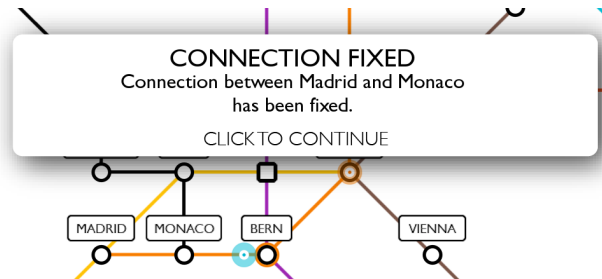 CONNECTION FIXED
Connection between Madrid and Monaco
has been fixed.
CLICK TO CONTINUE
MADRID
MONACO
BERN
VIENNA